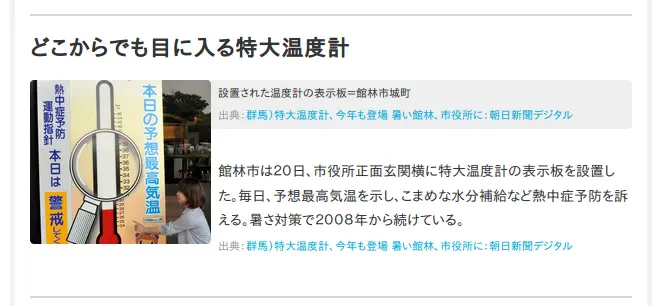 どこからでも目に入る特大温度計
熱中症予防
運動指針
本日は
警戒してく
本日の予想最高気温
設置された温度計の表示板＝館林市城町
出典：群馬）特大温度計、今年も登場 暑い館林、市役所に：朝日新聞デジタル
館林市は20日、市役所正面玄関横に特大温度計の表示板を設置し
た。毎日、予想最高気温を示し、こまめな水分補給など熱中症予防を訴
える。暑さ対策で2008年から続けている。
出典：群馬）特大温度計、今年も登場 暑い館林、市役所に：朝日新聞デジタル